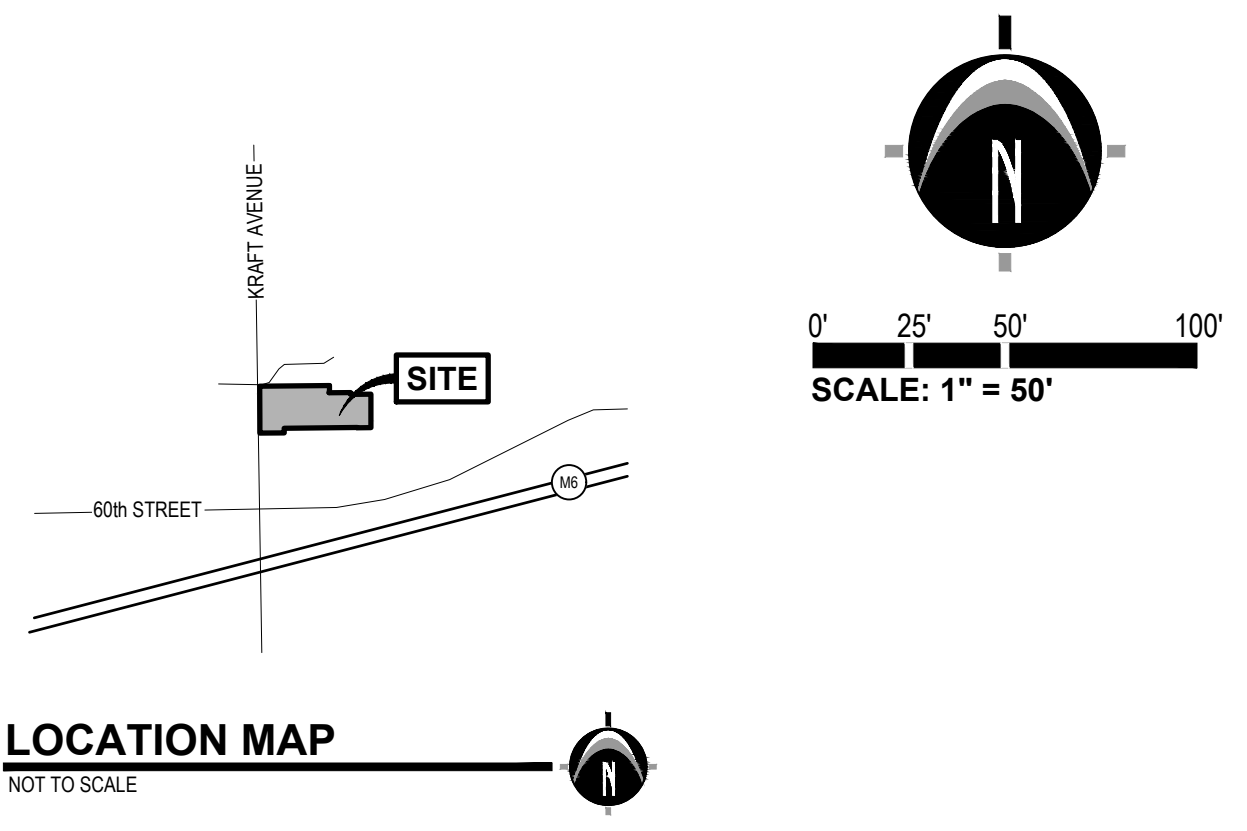 N
0' 25' 50' 100'
SCALE: 1" = 50'
KRAFT AVENUE
SITE
M6
60th STREET
LOCATION MAP
NOT TO SCALE
N